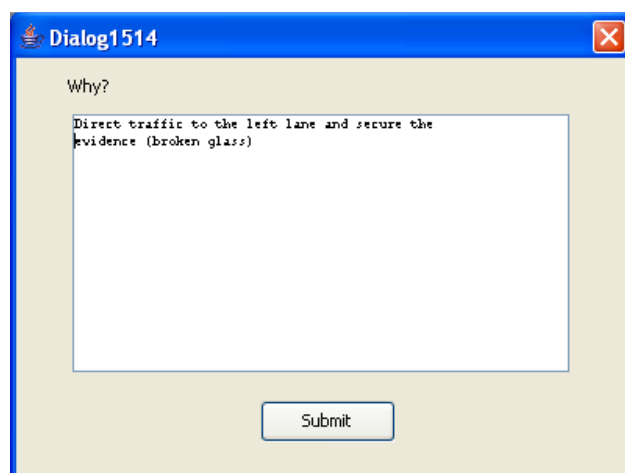 Dialog1514
Why?
Direct traffic to the left lane and secure the
evidence (broken glass)
Submit